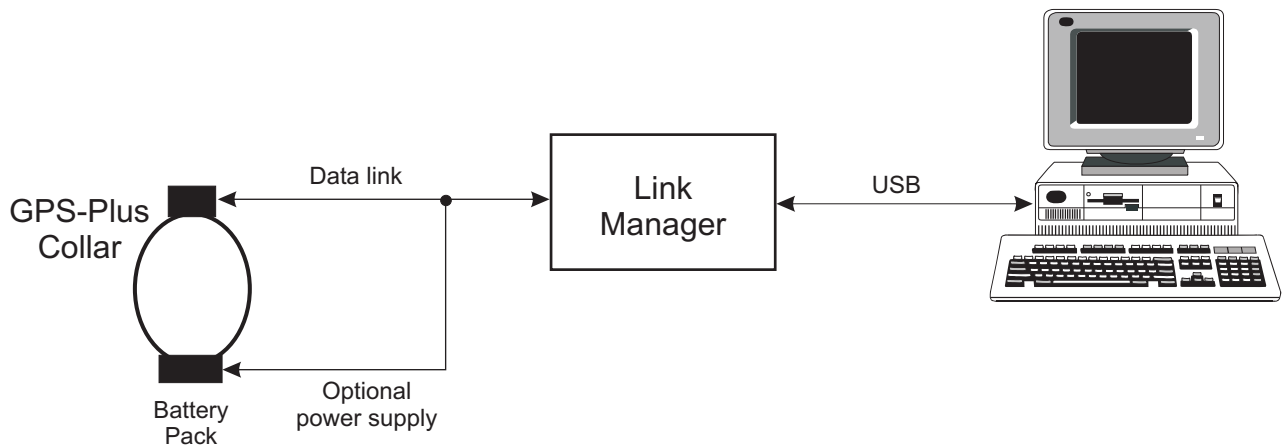 Data link
GPS-Plus
Collar
Link
Manager
USB
Optional
power supply
Battery
Pack